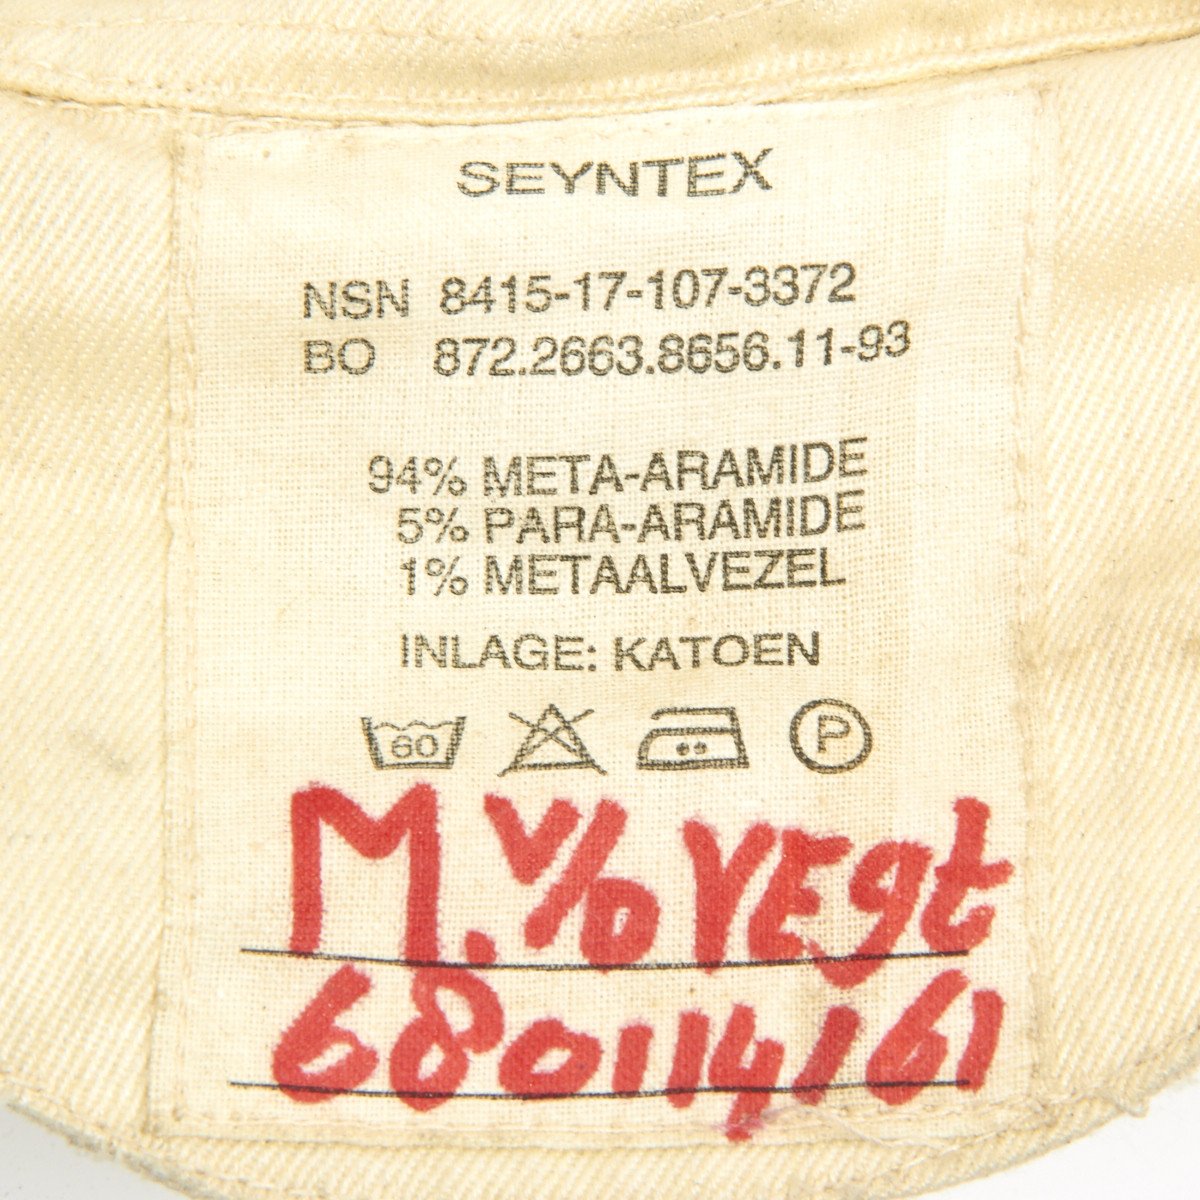 SEYNTEX
NSN 8415-17-107-3372
BO 872.2663.8656.11-93
94% META-ARAMIDE
5% PARA-ARAMIDE
1% METAALVEZEL
INLAGE: KATOEN
60 P
M. v/D VEgt
680114161